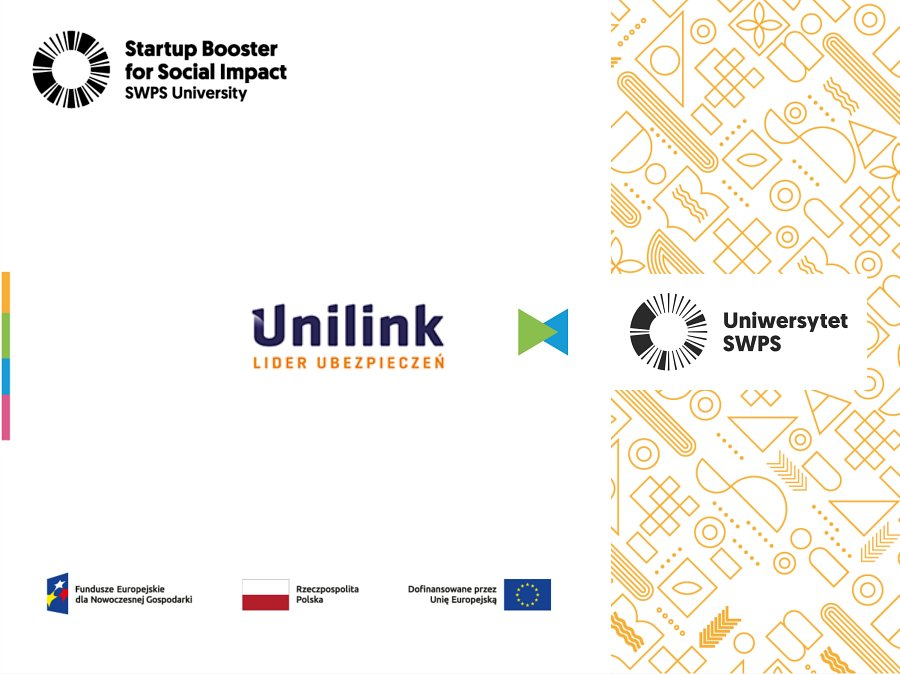 Startup Booster
for Social Impact
SWPS University
Unilink
LIDER UBEZPIECZEŃ
Uniwersytet
SWPS
Fundusze Europejskie
dla Nowoczesnej Gospodarki
Rzeczpospolita
Polska
Dofinansowane przez
Unię Europejską